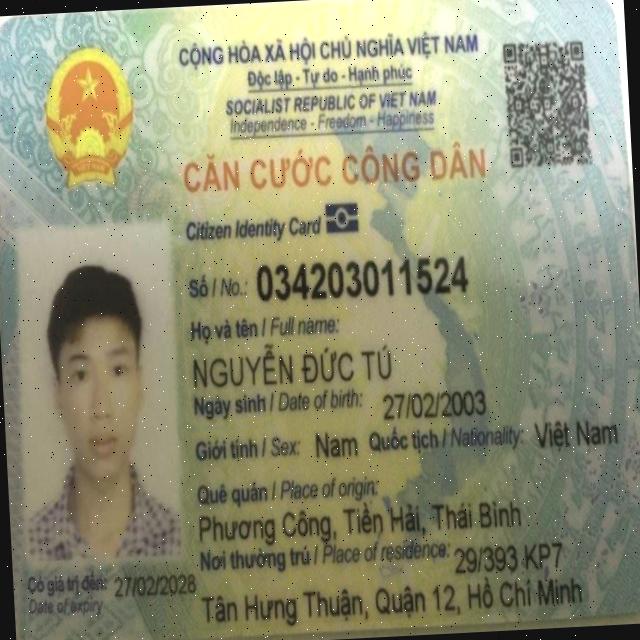 CỘNG HÒA XÃ HỘI CHỦ NGHĨA VIỆT NAM
Độc lập - Tự do - Hạnh phúc
SOCIALIST REPUBLIC OF VIET NAM
Independence - Freedom - Happiness
CĂN CƯỚC CÔNG DÂN
Citizen Identity Card
Số / No.: 034203011524
Họ và tên / Full name:
NGUYỄN ĐỨC TÚ
Ngày sinh / Date of birth: 27/02/2003
Giới tính / Sex: Nam Quốc tịch / Nationality: Việt Nam
Quê quán / Place of origin:
Phương Công, Tiền Hải, Thái Bình
Nơi thường trú / Place of residence: 29/393 KP7
Tân Hưng Thuận, Quận 12, Hồ Chí Minh
Có giá trị đến: 27/02/2028
Date of expiry